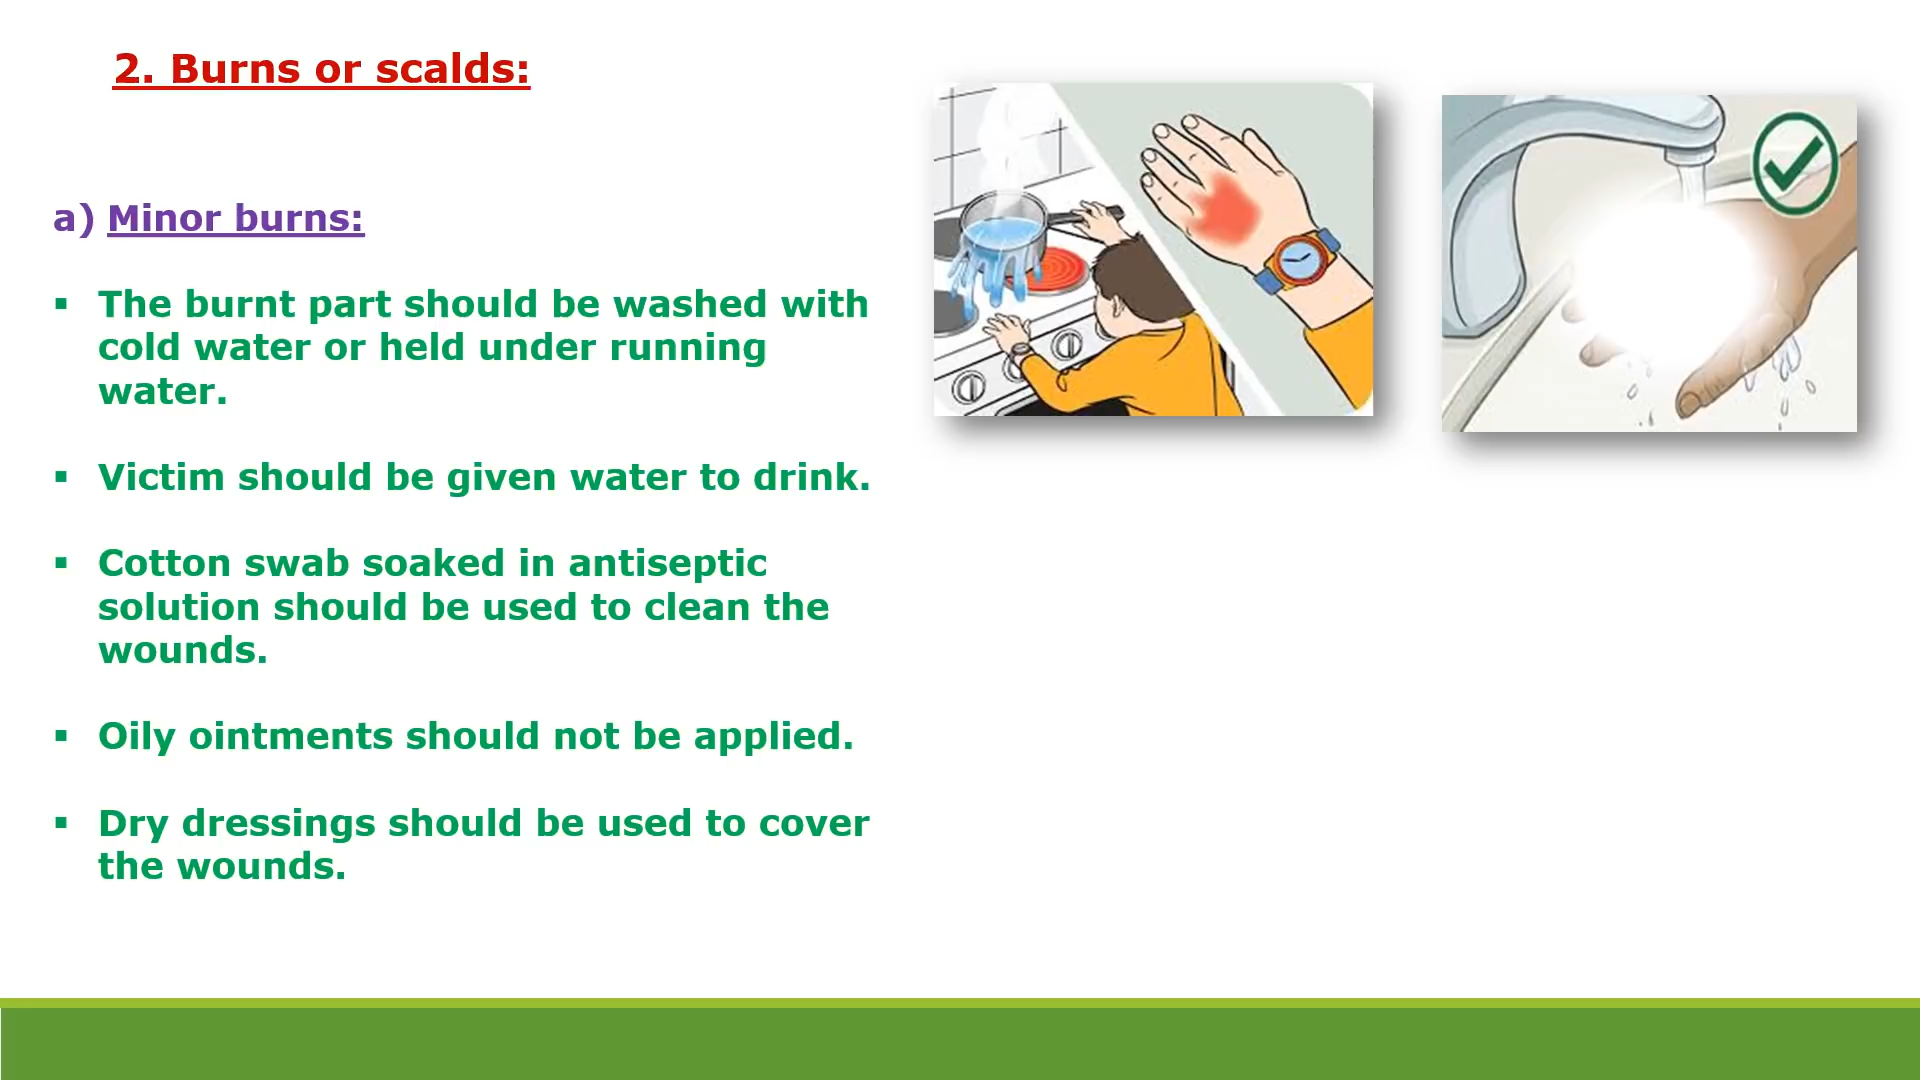 2. Burns or scalds:
a) Minor burns:
▪ The burnt part should be washed with
cold water or held under running
water.
▪ Victim should be given water to drink.
▪ Cotton swab soaked in antiseptic
solution should be used to clean the
wounds.
▪ Oily ointments should not be applied.
▪ Dry dressings should be used to cover
the wounds.